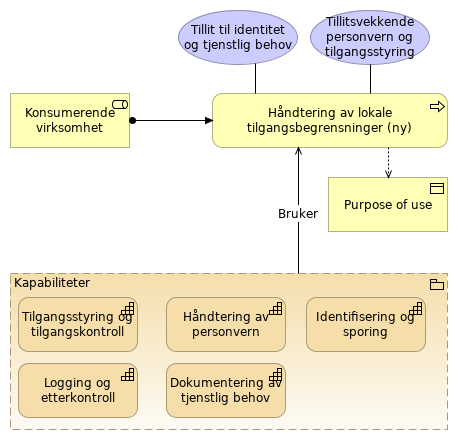 Tillit til identitet
og tjenstlig behov
Tillitsvekkende
personvern og
tilgangsstyring
Konsumerende
virksomhet
Håndtering av lokale
tilgangsbegrensninger (ny)
Purpose of use
Bruker
Kapabiliteter
Tilgangsstyring og
tilgangskontroll
Håndtering av
personvern
Identifisering og
sporing
Logging og
etterkontroll
Dokumentering av
tjenstlig behov